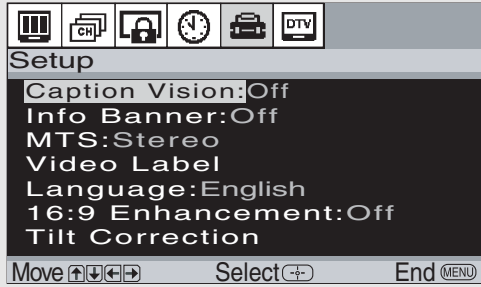 CH DTV
Setup
Caption Vision:Off
Info Banner:Off
MTS:Stereo
Video Label
Language:English
16:9 Enhancement:Off
Tilt Correction
Move Select End MENU